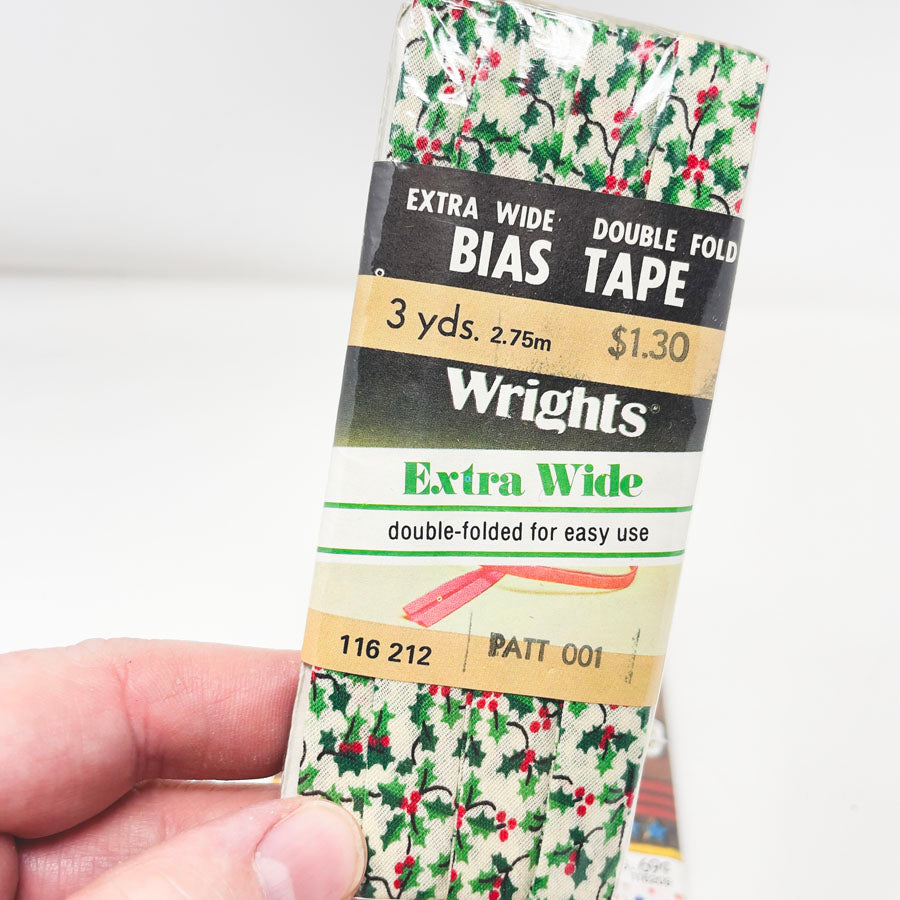 EXTRA WIDE DOUBLE FOLD
BIAS TAPE
3 yds. 2.75m $1.30
Wrights®
Extra Wide
double-folded for easy use
116 212 PATT 001